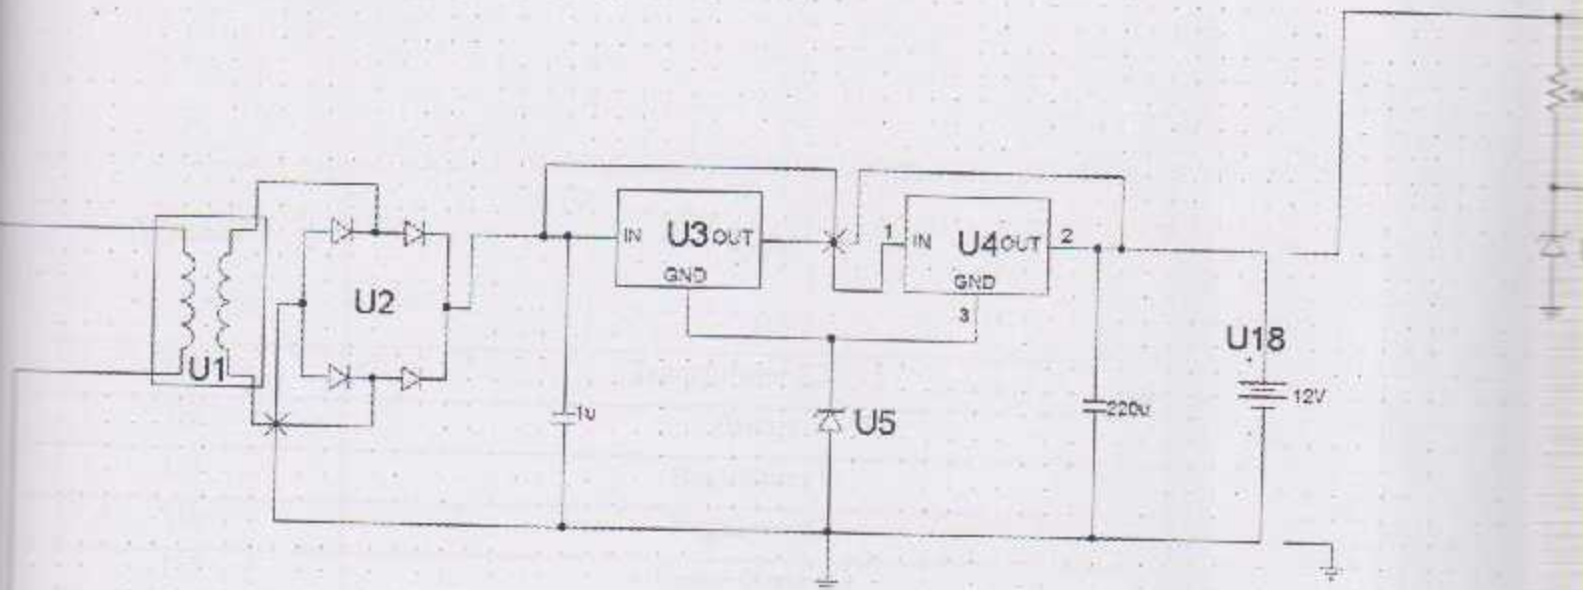 IN U3 OUT
GND
1 IN U4 OUT 2
GND
3
U2
U1
U18
12V
1u
U5
220u